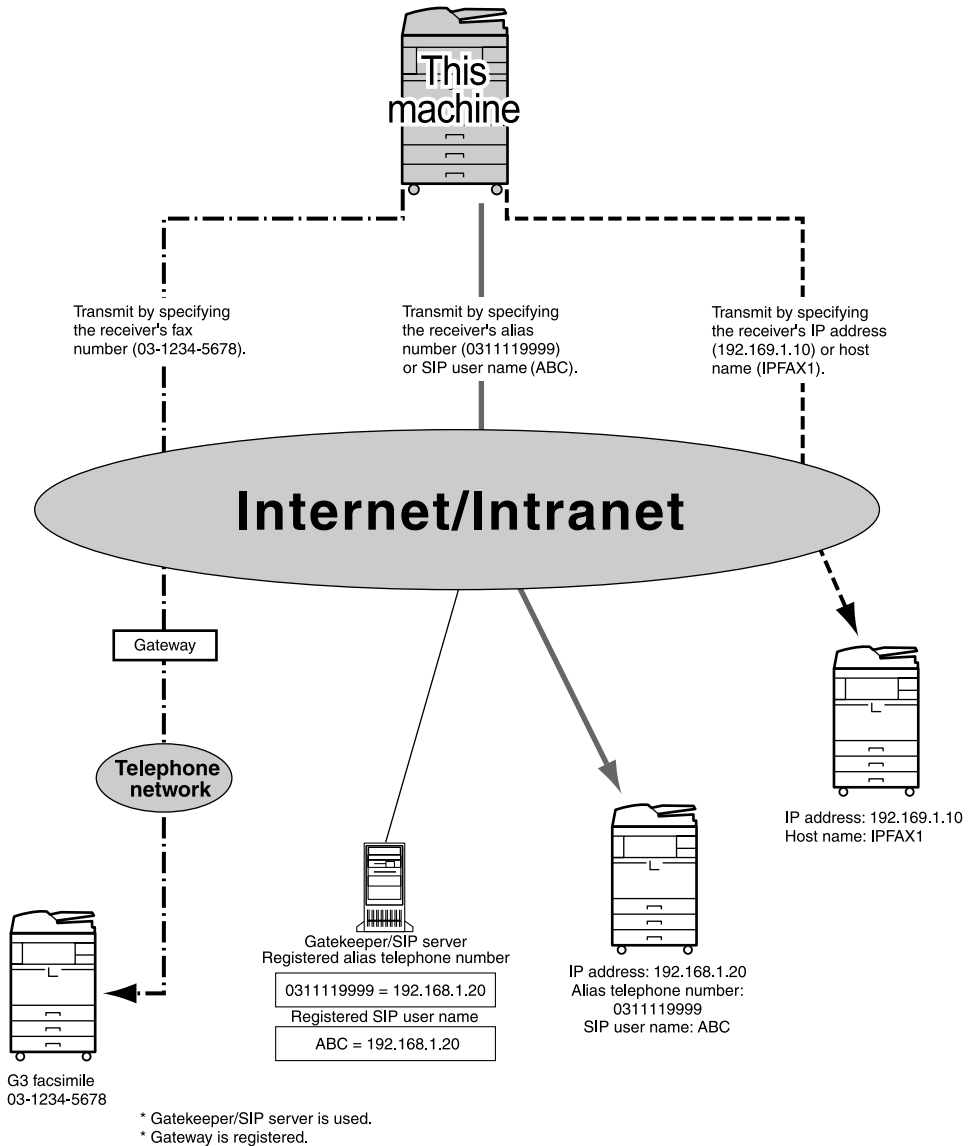 This
machine
Transmit by specifying
the receiver's fax
number (03-1234-5678).
Transmit by specifying
the receiver's alias
number (0311119999)
or SIP user name (ABC).
Transmit by specifying
the receiver's IP address
(192.169.1.10) or host
name (IPFAX1).
Internet/Intranet
Gateway
Telephone
network
IP address: 192.169.1.10
Host name: IPFAX1
Gatekeeper/SIP server
Registered alias telephone number
0311119999 = 192.168.1.20
Registered SIP user name
ABC = 192.168.1.20
IP address: 192.168.1.20
Alias telephone number:
0311119999
SIP user name: ABC
G3 facsimile
03-1234-5678
* Gatekeeper/SIP server is used.
* Gateway is registered.